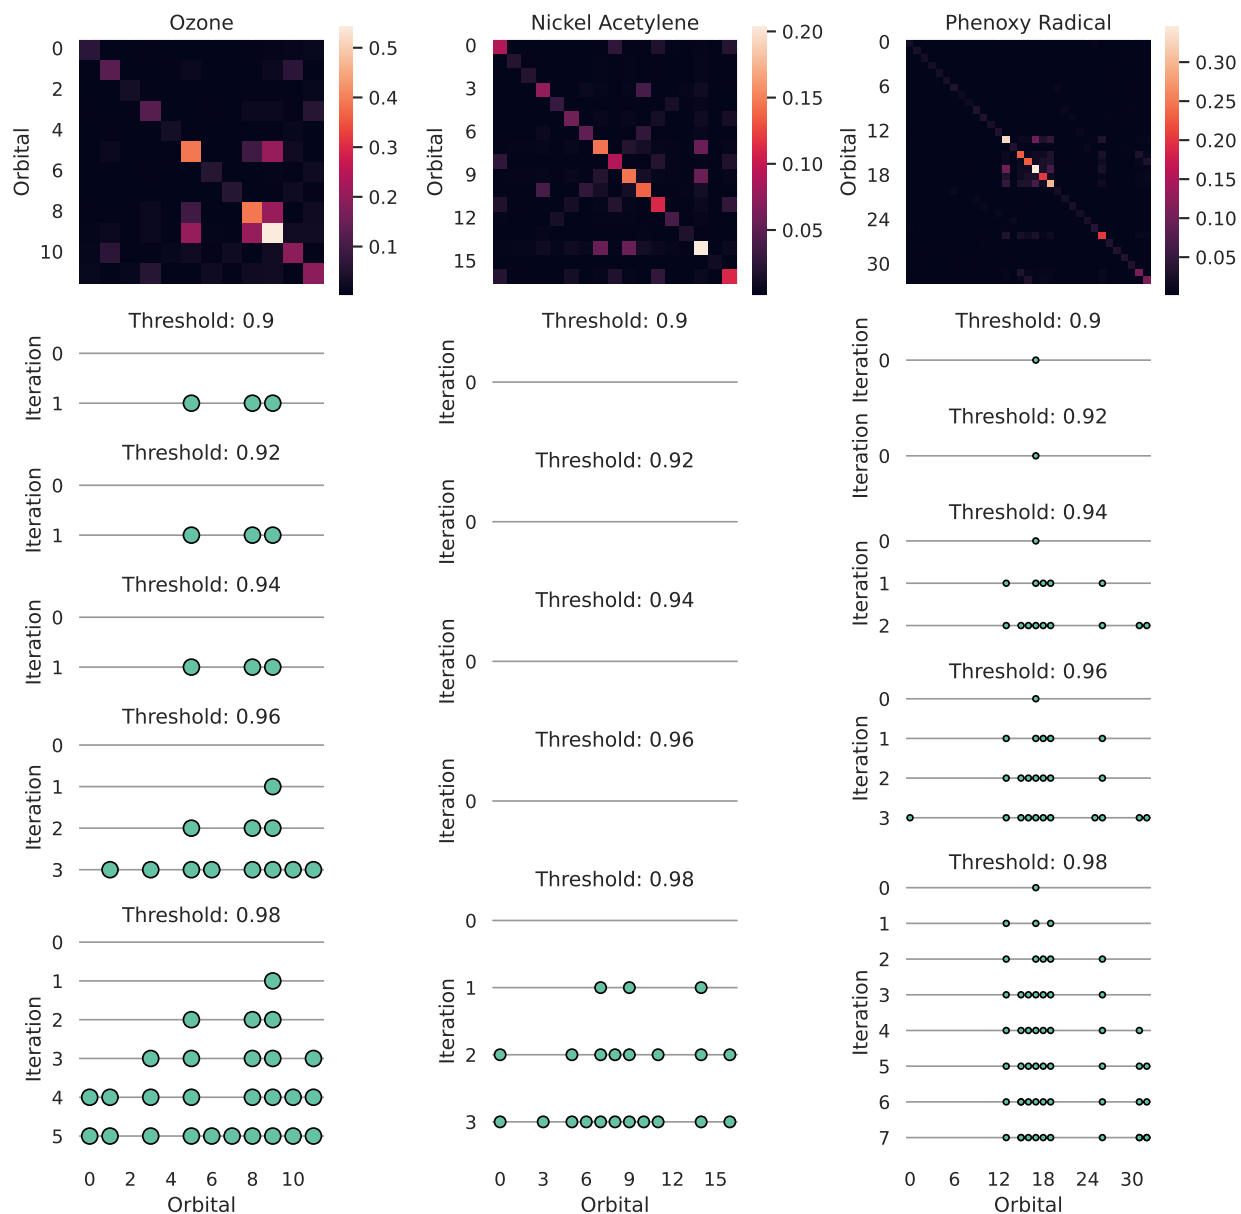 Ozone
0
2
4
6
8
10
Orbital
0.5
0.4
0.3
0.2
0.1
Nickel Acetylene
0
3
6
9
12
15
Orbital
0.20
0.15
0.10
0.05
Phenoxy Radical
0
6
12
18
24
30
Orbital
0.30
0.25
0.20
0.15
0.10
0.05
Threshold: 0.9
0
1
Iteration
Threshold: 0.92
0
1
Iteration
Threshold: 0.94
0
1
Iteration
Threshold: 0.96
0
1
2
3
Iteration
Threshold: 0.98
0
1
2
3
4
5
Iteration
0 2 4 6 8 10
Orbital
Threshold: 0.9
0
Iteration
Threshold: 0.92
0
Iteration
Threshold: 0.94
0
Iteration
Threshold: 0.96
0
Iteration
Threshold: 0.98
0
1
2
3
Iteration
0 3 6 9 12 15
Orbital
Threshold: 0.9
0
Iteration
Threshold: 0.92
0
Iteration
Threshold: 0.94
0
1
2
Iteration
Threshold: 0.96
0
1
2
3
Iteration
Threshold: 0.98
0
1
2
3
4
5
6
7
Iteration
0 6 12 18 24 30
Orbital